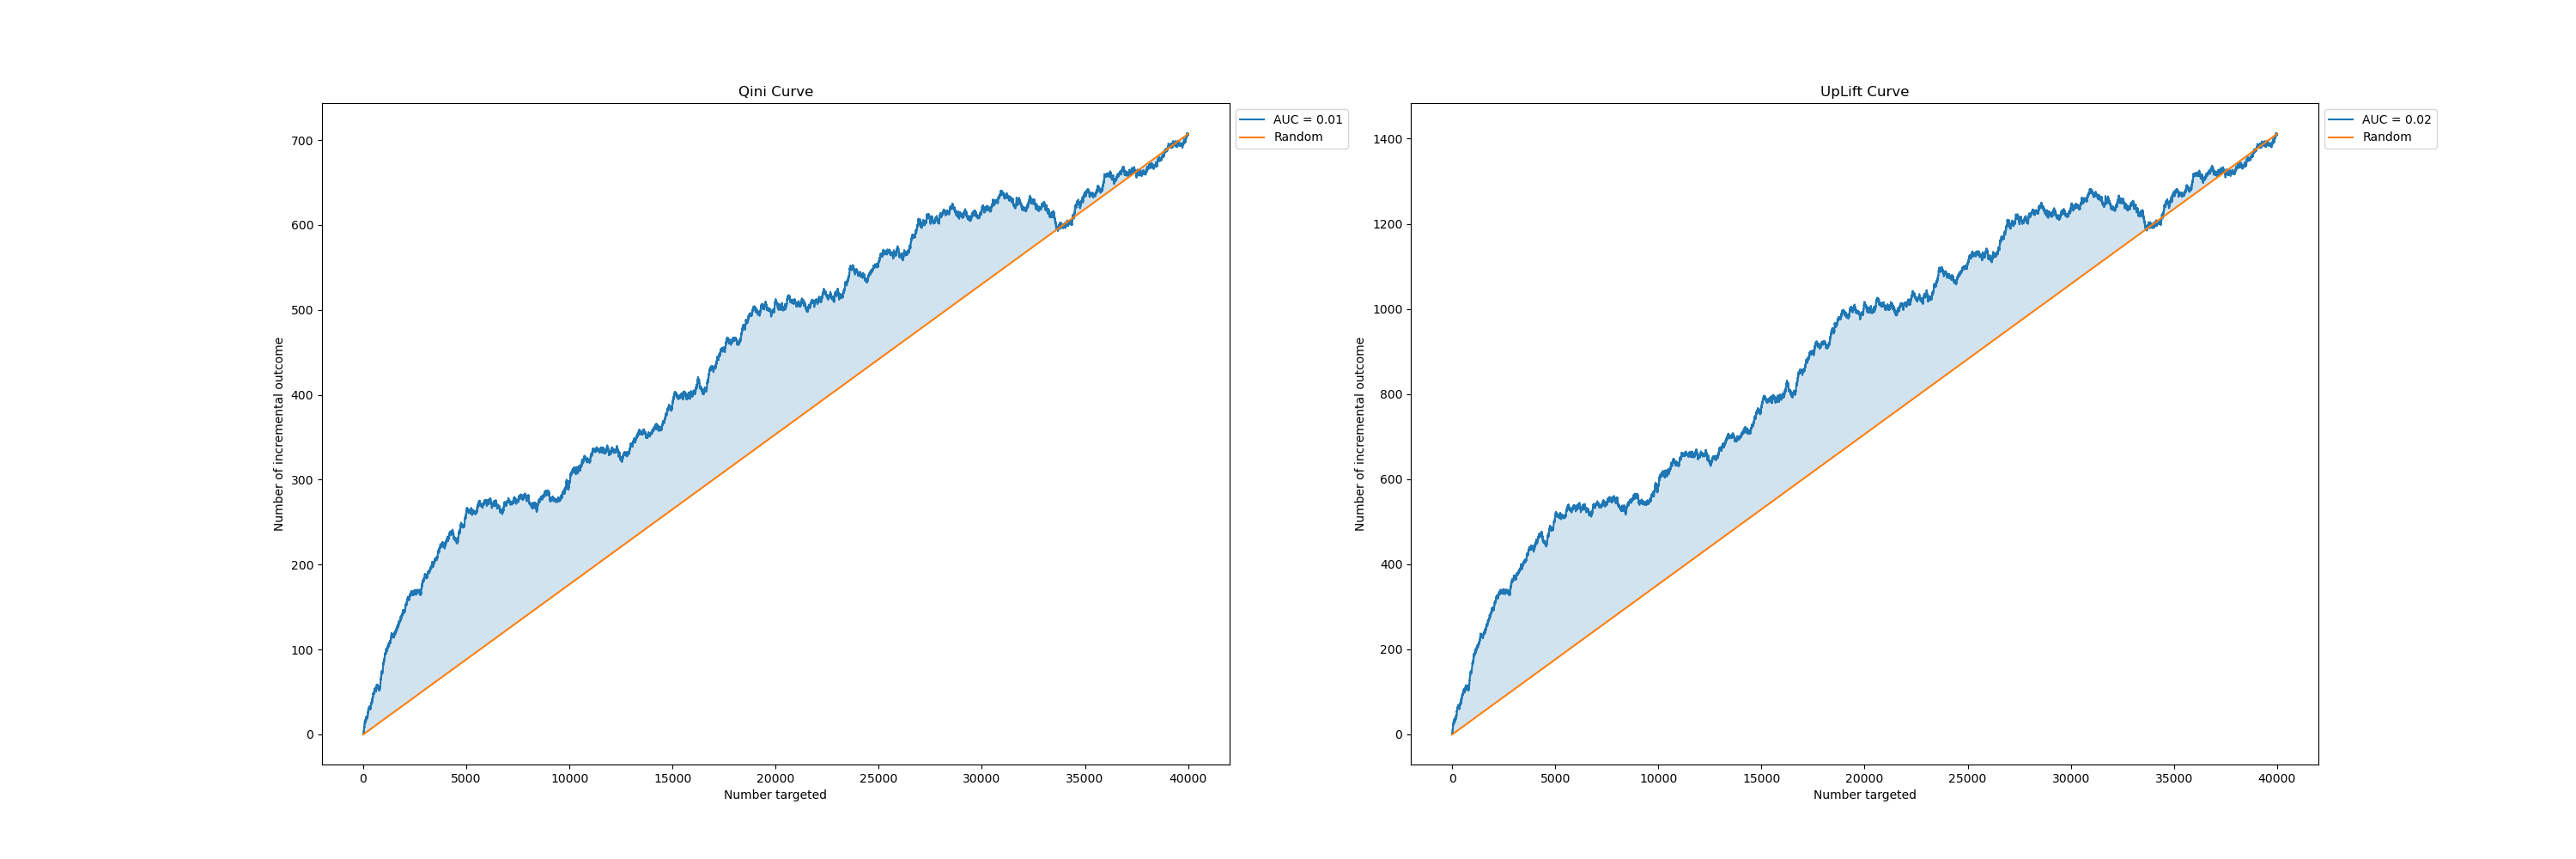 Qini Curve
AUC = 0.01
Random
700
600
500
400
300
200
100
0
Number of incremental outcome
0 5000 10000 15000 20000 25000 30000 35000 40000
Number targeted
UpLift Curve
AUC = 0.02
Random
1400
1200
1000
800
600
400
200
0
Number of incremental outcome
0 5000 10000 15000 20000 25000 30000 35000 40000
Number targeted